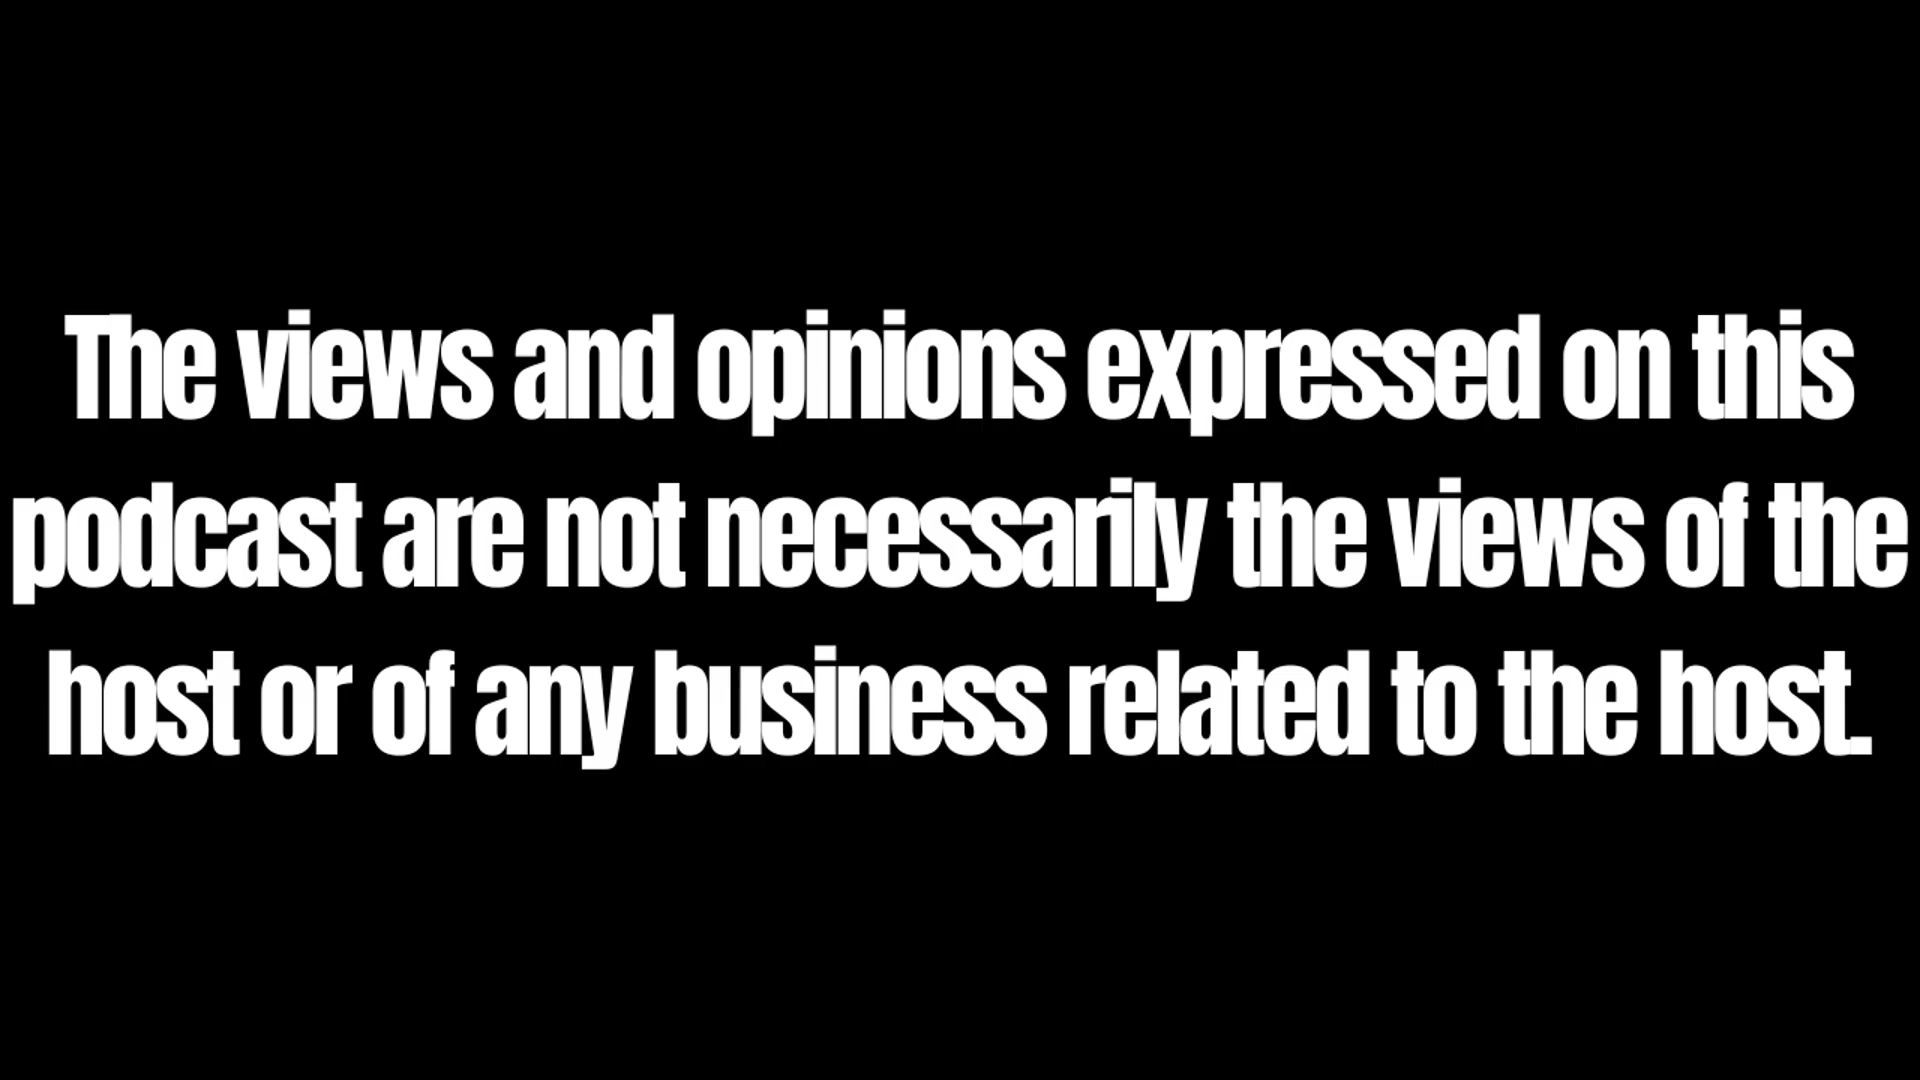 The views and opinions expressed on this
podcast are not necessarily the views of the
host or of any business related to the host.